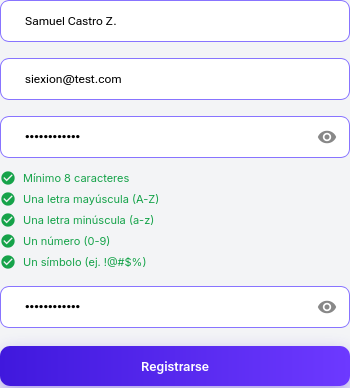 Samuel Castro Z.
siexion@test.com
••••••••••••
Mínimo 8 caracteres
Una letra mayúscula (A-Z)
Una letra minúscula (a-z)
Un número (0-9)
Un símbolo (ej. !@#$%)
••••••••••••
Registrarse